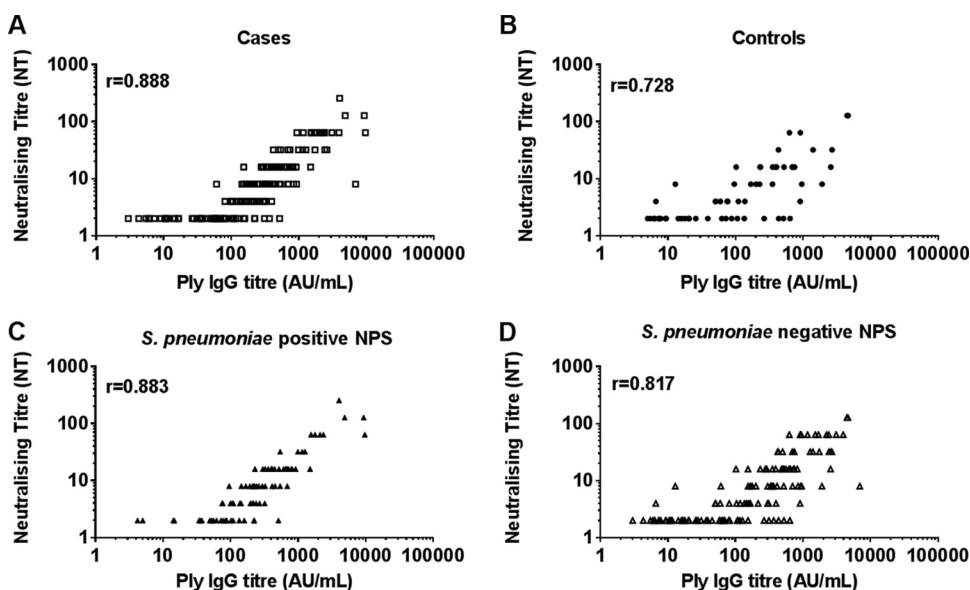 A
Cases
Neutralising Titre (NT)
1000
100
10
1
r=0.888
1 10 100 1000 10000 100000
Ply IgG titre (AU/mL)
B
Controls
Neutralising Titre (NT)
1000
100
10
1
r=0.728
1 10 100 1000 10000 100000
Ply IgG titre (AU/mL)
C
S. pneumoniae positive NPS
Neutralising Titre (NT)
1000
100
10
1
r=0.883
1 10 100 1000 10000 100000
Ply IgG titre (AU/mL)
D
S. pneumoniae negative NPS
Neutralising Titre (NT)
1000
100
10
1
r=0.817
1 10 100 1000 10000 100000
Ply IgG titre (AU/mL)